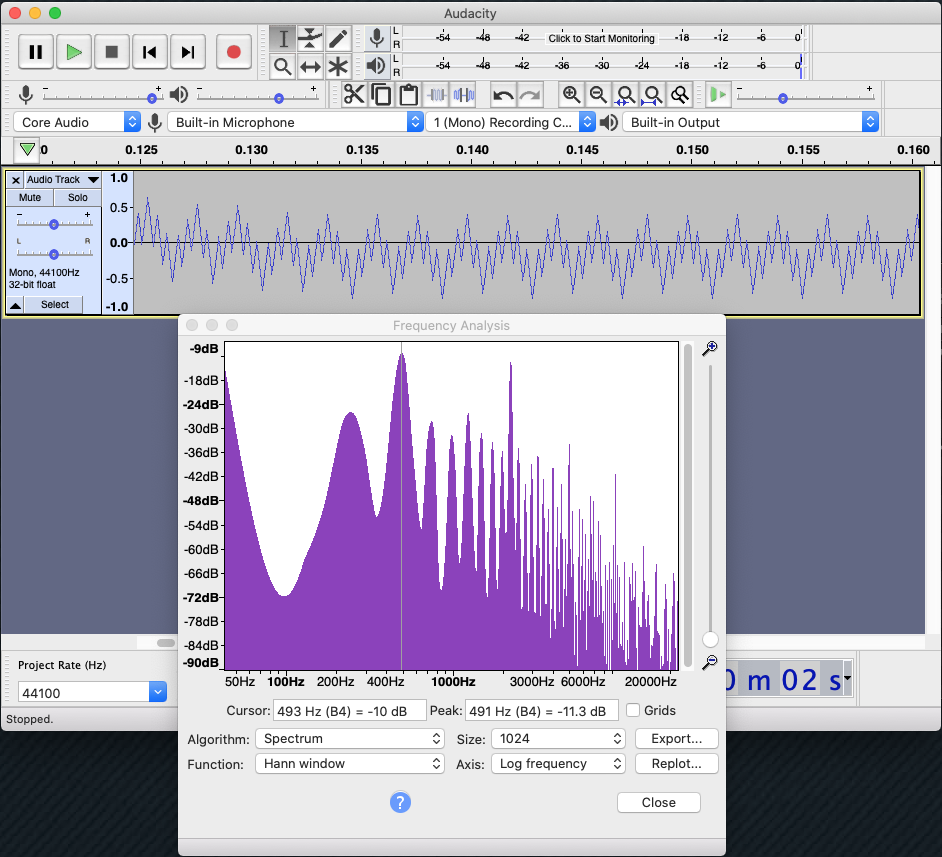 Audacity
L
R
-54 -48 -42 Click to Start Monitoring -18 -12 -6 0
L
R
-54 -48 -42 -36 -30 -24 -18 -12 -6 0
- + - + - +
Core Audio Built-in Microphone 1 (Mono) Recording C... Built-in Output
0 0.125 0.130 0.135 0.140 0.145 0.150 0.155 0.160
× Audio Track 1.0
Mute Solo
- + 0.5
L R 0.0
Mono, 44100Hz -0.5
32-bit float
Select -1.0
Frequency Analysis
-9dB
-18dB
-24dB
-30dB
-36dB
-42dB
-48dB
-54dB
-60dB
-66dB
-72dB
-78dB
-84dB
-90dB
50Hz 100Hz 200Hz 400Hz 1000Hz 3000Hz 6000Hz 20000Hz
Cursor: 493 Hz (B4) = -10 dB Peak: 491 Hz (B4) = -11.3 dB Grids
Algorithm: Spectrum Size: 1024 Export...
Function: Hann window Axis: Log frequency Replot...
? Close
Project Rate (Hz)
44100
0 m 02 s
Stopped.